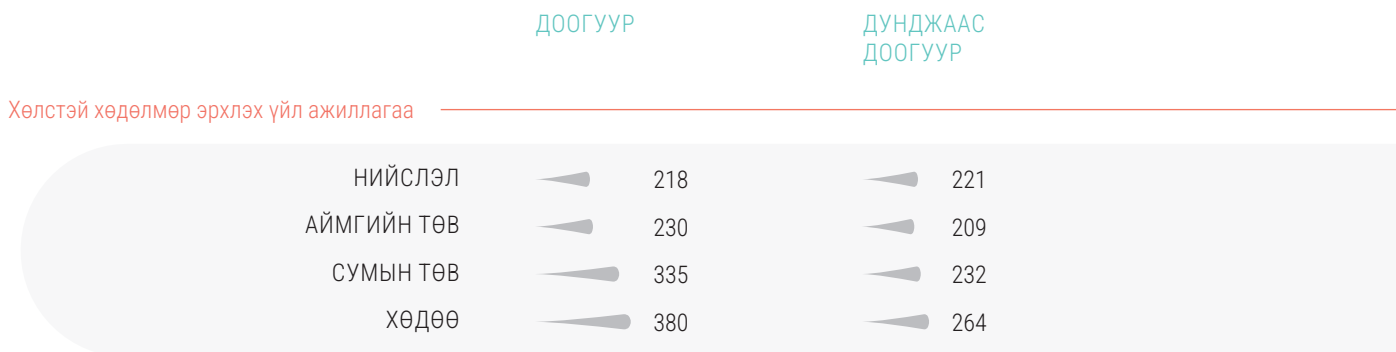 ДООГУУР
ДУНДЖААС
ДООГУУР
Хөлстэй хөдөлмөр эрхлэх үйл ажиллагаа
НИЙСЛЭЛ 218 221
АЙМГИЙН ТӨВ 230 209
СУМЫН ТӨВ 335 232
ХӨДӨӨ 380 264